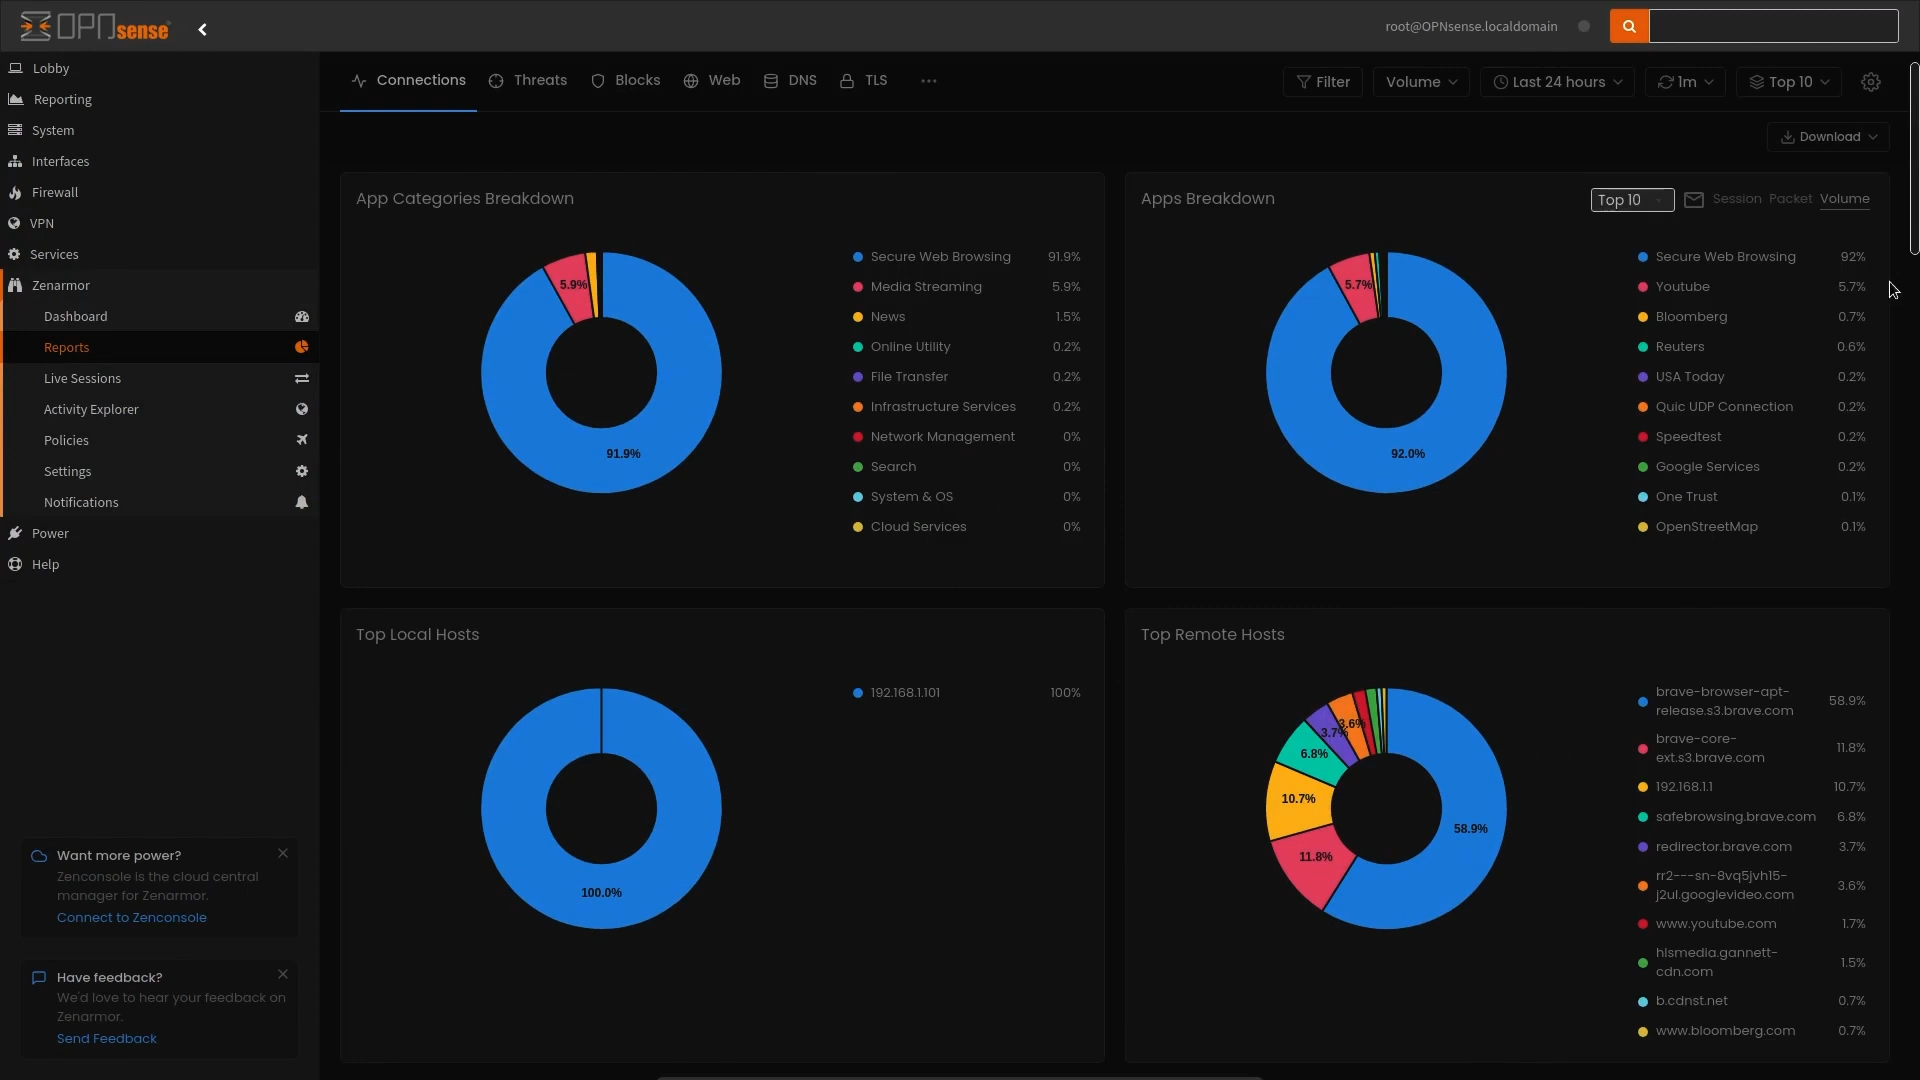 OPNsense
root@OPNsense.localdomain
Lobby
Reporting
System
Interfaces
Firewall
VPN
Services
Zenarmor
Dashboard
Reports
Live Sessions
Activity Explorer
Policies
Settings
Notifications
Power
Help
Want more power?
Zenconsole is the cloud central
manager for Zenarmor.
Connect to Zenconsole
Have feedback?
We'd love to hear your feedback on
Zenarmor.
Send Feedback
Connections Threats Blocks Web DNS TLS ...
Filter Volume Last 24 hours 1m Top 10
Download
App Categories Breakdown
5.9%
91.9%
Secure Web Browsing 91.9%
Media Streaming 5.9%
News 1.5%
Online Utility 0.2%
File Transfer 0.2%
Infrastructure Services 0.2%
Network Management 0%
Search 0%
System & OS 0%
Cloud Services 0%
Apps Breakdown
Top 10 Session Packet Volume
5.7%
92.0%
Secure Web Browsing 92%
Youtube 5.7%
Bloomberg 0.7%
Reuters 0.6%
USA Today 0.2%
Quic UDP Connection 0.2%
Speedtest 0.2%
Google Services 0.2%
One Trust 0.1%
OpenStreetMap 0.1%
Top Local Hosts
100.0%
192.168.1.101 100%
Top Remote Hosts
3.6%
3.7%
6.8%
10.7%
58.9%
11.8%
brave-browser-apt-
release.s3.brave.com 58.9%
brave-core-
ext.s3.brave.com 11.8%
192.168.1.1 10.7%
safebrowsing.brave.com 6.8%
redirector.brave.com 3.7%
rr2---sn-8vq5jvh15-
j2ul.googlevideo.com 3.6%
www.youtube.com 1.7%
hlsmedia.gannett-
cdn.com 1.5%
b.cdnst.net 0.7%
www.bloomberg.com 0.7%